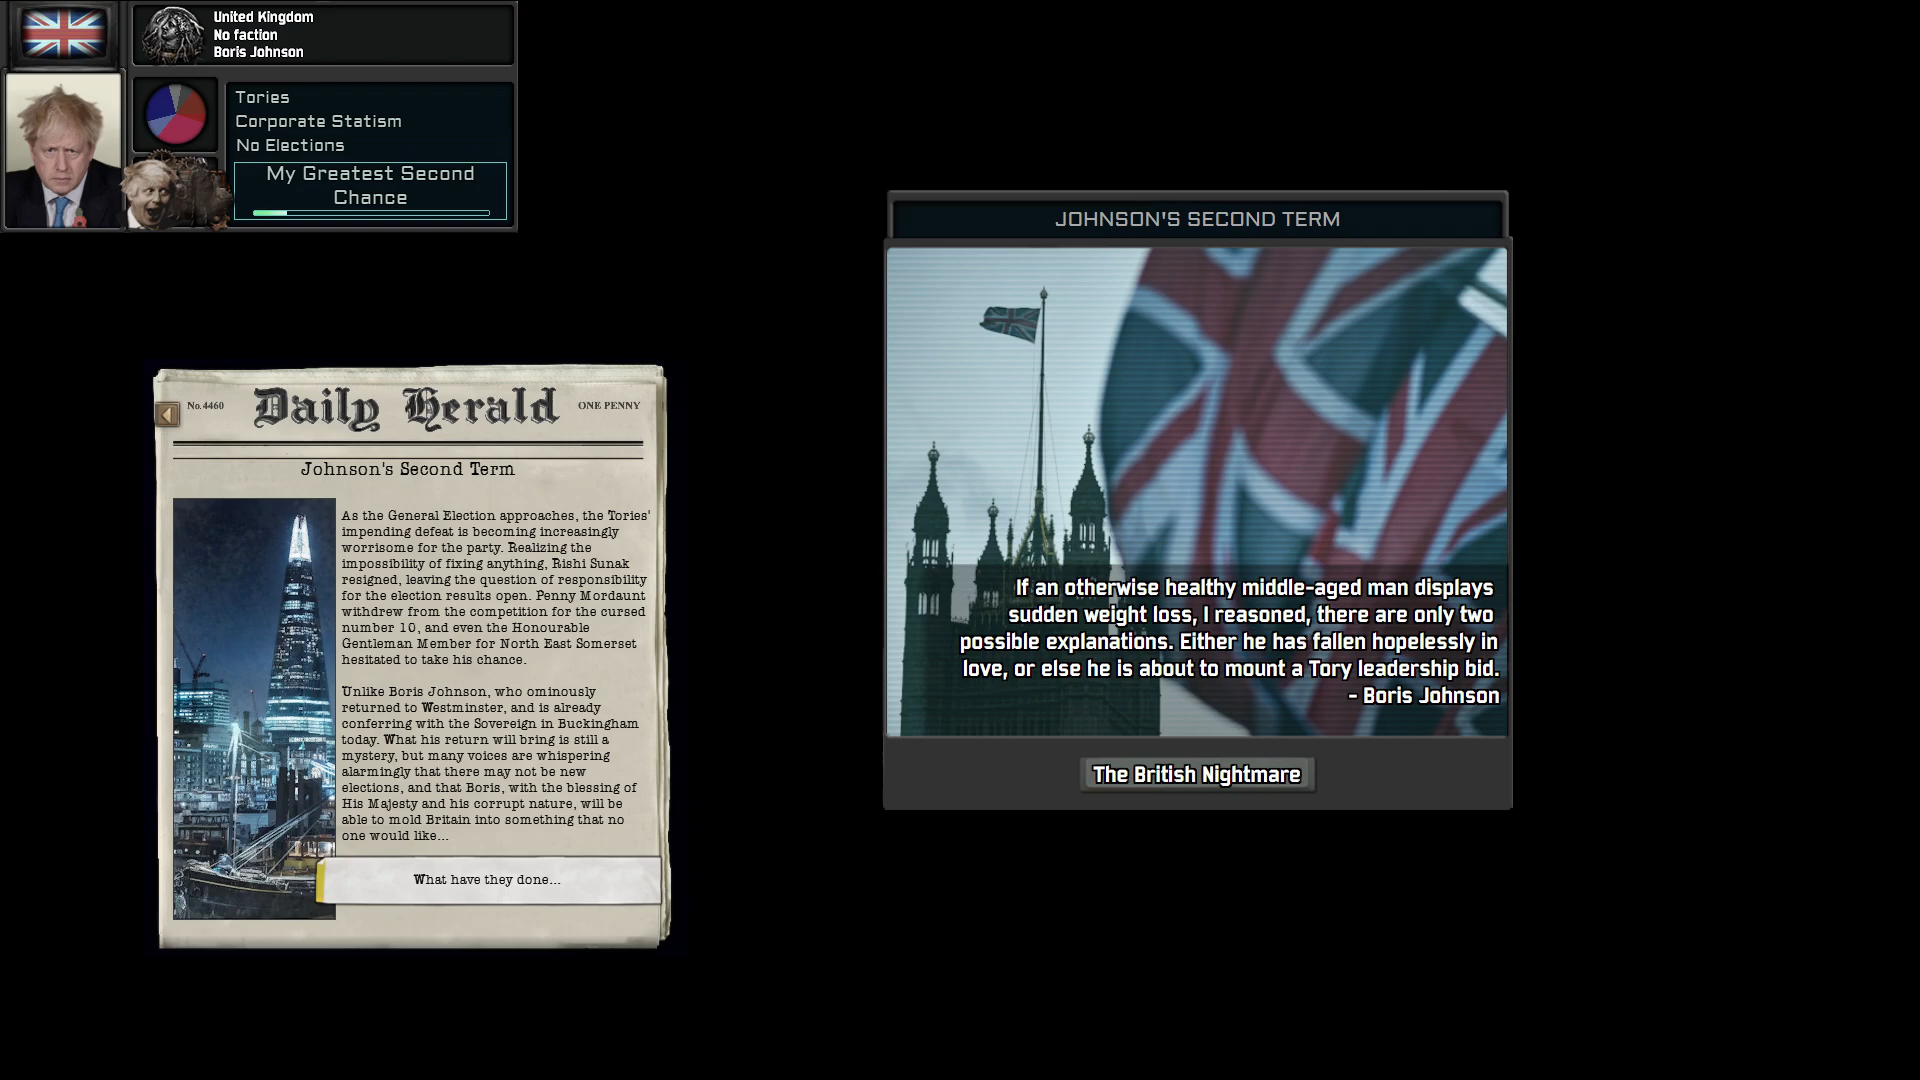 United Kingdom
No faction
Boris Johnson
Tories
Corporate Statism
No Elections
My Greatest Second
Chance
No.4460
Daily Herald
ONE PENNY
Johnson's Second Term
As the General Election approaches, the Tories'
impending defeat is becoming increasingly
worrisome for the party. Realizing the
impossibility of fixing anything, Rishi Sunak
resigned, leaving the question of responsibility
for the election results open. Penny Mordaunt
withdrew from the competition for the cursed
number 10, and even the Honourable
Gentleman Member for North East Somerset
hesitated to take his chance.
Unlike Boris Johnson, who ominously
returned to Westminster, and is already
conferring with the Sovereign in Buckingham
today. What his return will bring is still a
mystery, but many voices are whispering
alarmingly that there may not be new
elections, and that Boris, with the blessing of
His Majesty and his corrupt nature, will be
able to mold Britain into something that no
one would like...
What have they done...
JOHNSON'S SECOND TERM
If an otherwise healthy middle-aged man displays
sudden weight loss, I reasoned, there are only two
possible explanations. Either he has fallen hopelessly in
love, or else he is about to mount a Tory leadership bid.
- Boris Johnson
The British Nightmare